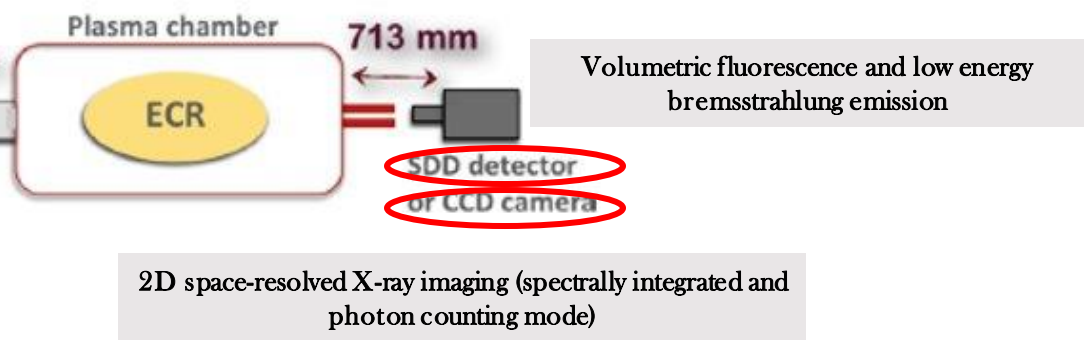 Plasma chamber
713 mm
ECR
Volumetric fluorescence and low energy
bremsstrahlung emission
SDD detector
or CCD camera
2D space-resolved X-ray imaging (spectrally integrated and
photon counting mode)